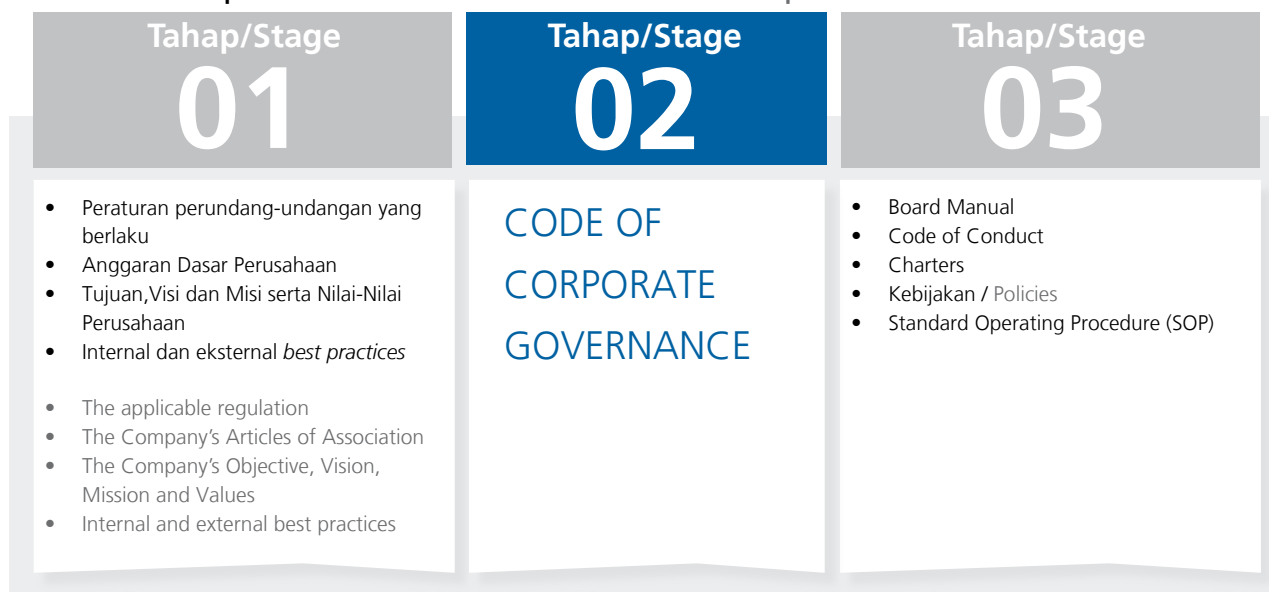 Tahap/Stage
01
Peraturan perundang-undangan yang
berlaku
Anggaran Dasar Perusahaan
Tujuan,Visi dan Misi serta Nilai-Nilai
Perusahaan
Internal dan eksternal best practices
The applicable regulation
The Company’s Articles of Association
The Company’s Objective, Vision,
Mission and Values
Internal and external best practices
Tahap/Stage
02
CODE OF
CORPORATE
GOVERNANCE
Tahap/Stage
03
Board Manual
Code of Conduct
Charters
Kebijakan / Policies
Standard Operating Procedure (SOP)